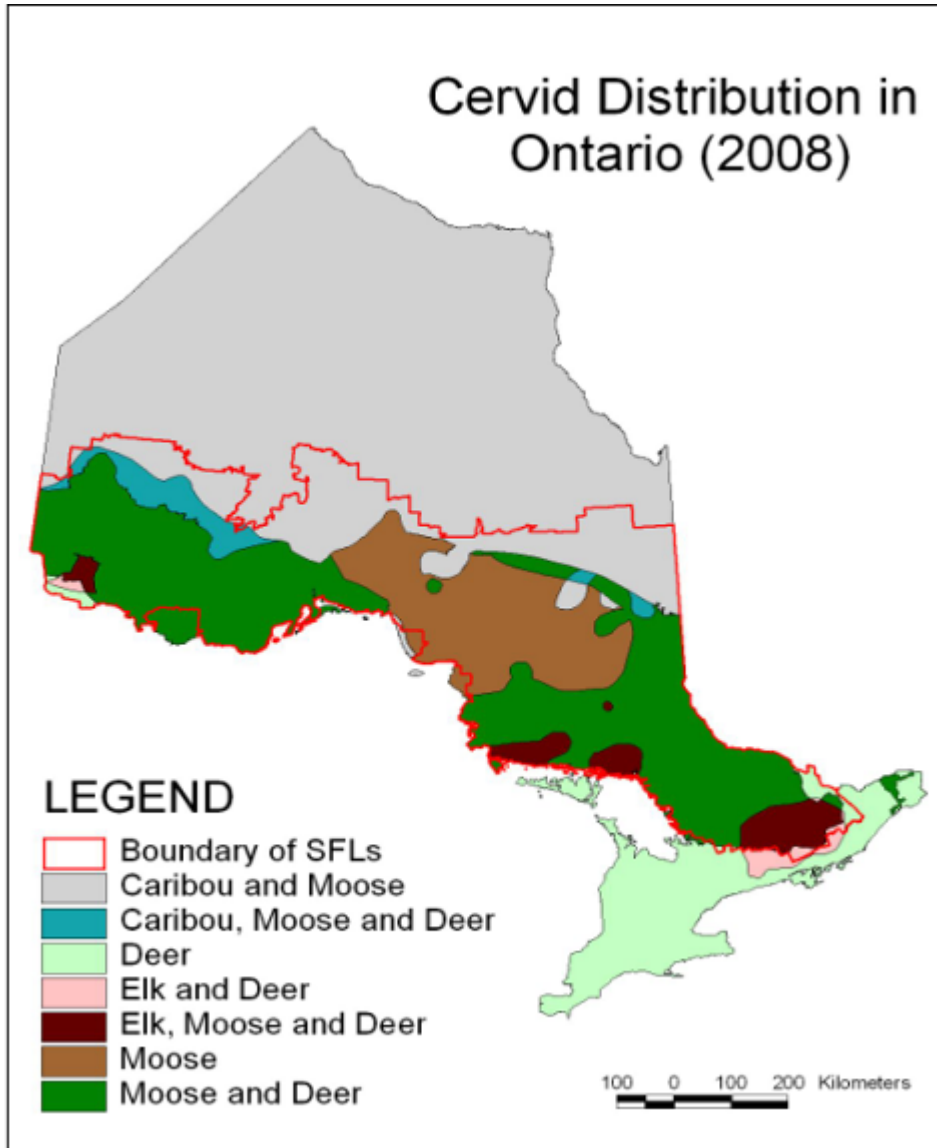 Cervid Distribution in
Ontario (2008)
LEGEND
Boundary of SFLs
Caribou and Moose
Caribou, Moose and Deer
Deer
Elk and Deer
Elk, Moose and Deer
Moose
Moose and Deer
100 0 100 200 Kilometers